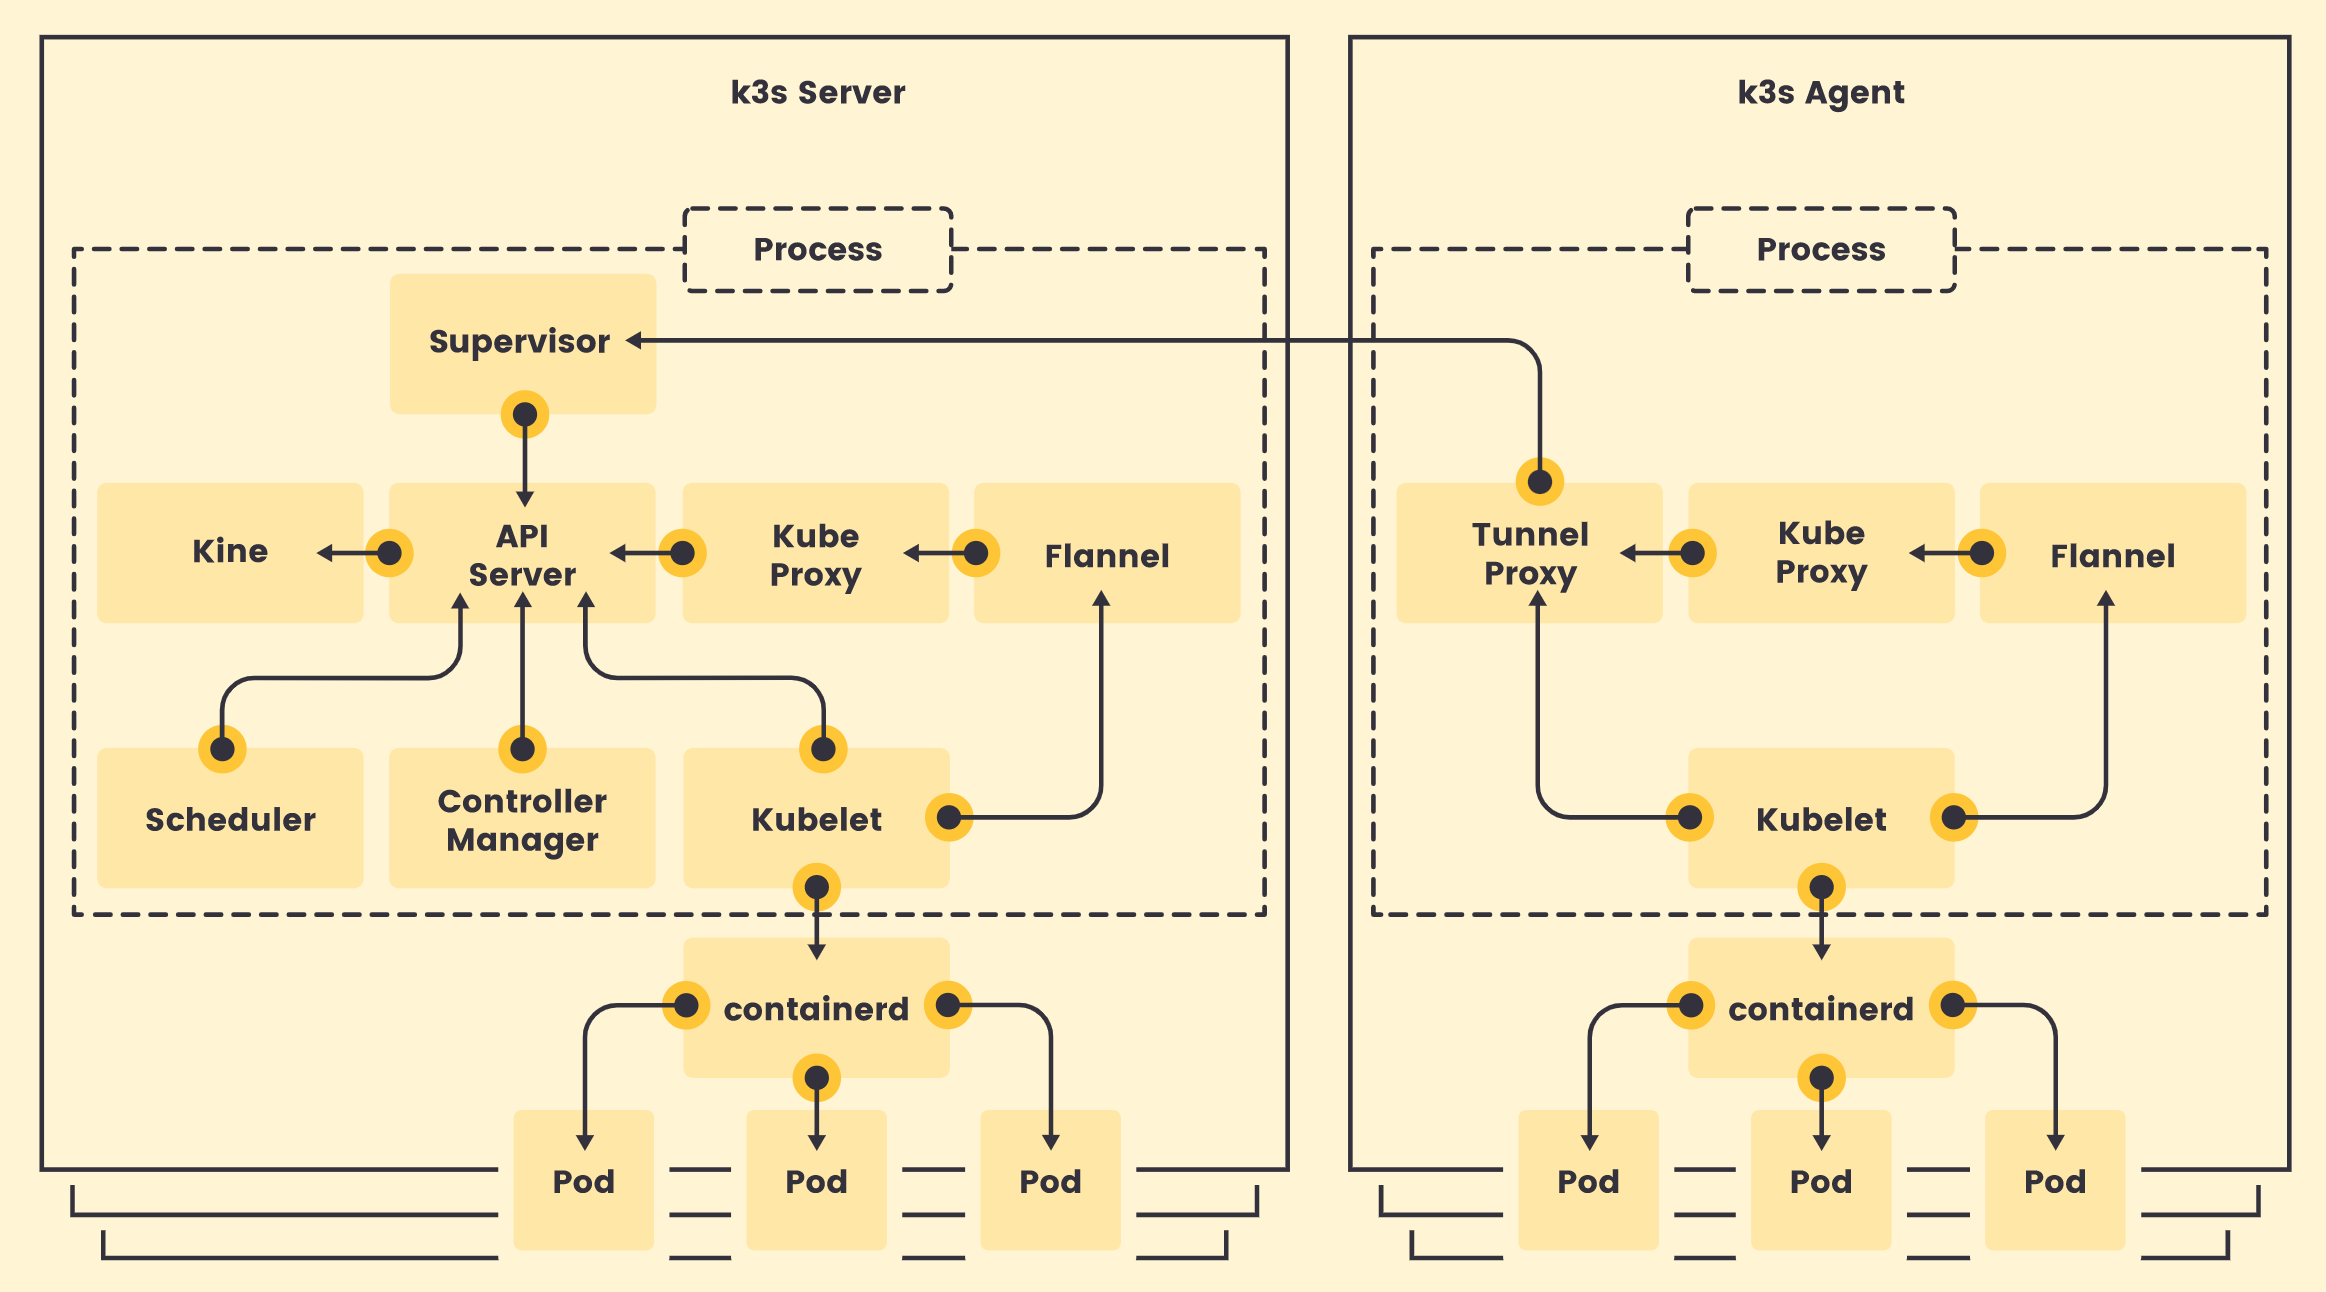 k3s Server
Process
Supervisor
Kine
API
Server
Kube
Proxy
Flannel
Scheduler
Controller
Manager
Kubelet
containerd
Pod
Pod
Pod
k3s Agent
Process
Tunnel
Proxy
Kube
Proxy
Flannel
Kubelet
containerd
Pod
Pod
Pod